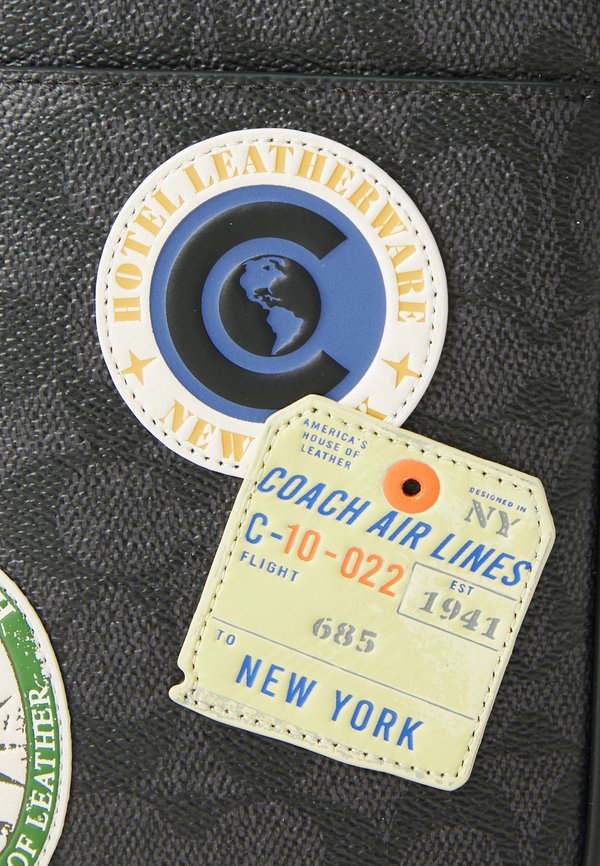 HOTEL LEATHERWARE
NEW
AMERICA'S
HOUSE OF
LEATHER
DESIGNED IN
NY
COACH AIR LINES
C-10-022
FLIGHT
EST
1941
685
TO
NEW YORK
OF LEATHER